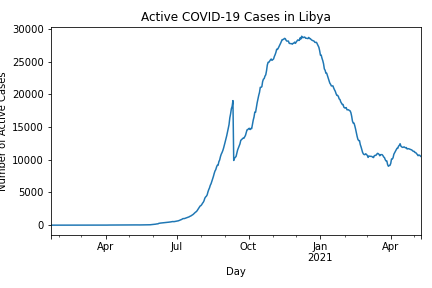 Active COVID-19 Cases in Libya
Number of Active Cases
30000
25000
20000
15000
10000
5000
0
Apr
Jul
Oct
Jan
2021
Apr
Day